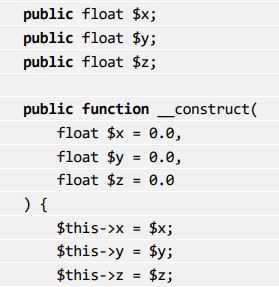 public float $x;
public float $y;
public float $z;
public function __construct(
    float $x = 0.0,
    float $y = 0.0,
    float $z = 0.0
) {
    $this->x = $x;
    $this->y = $y;
    $this->z = $z;